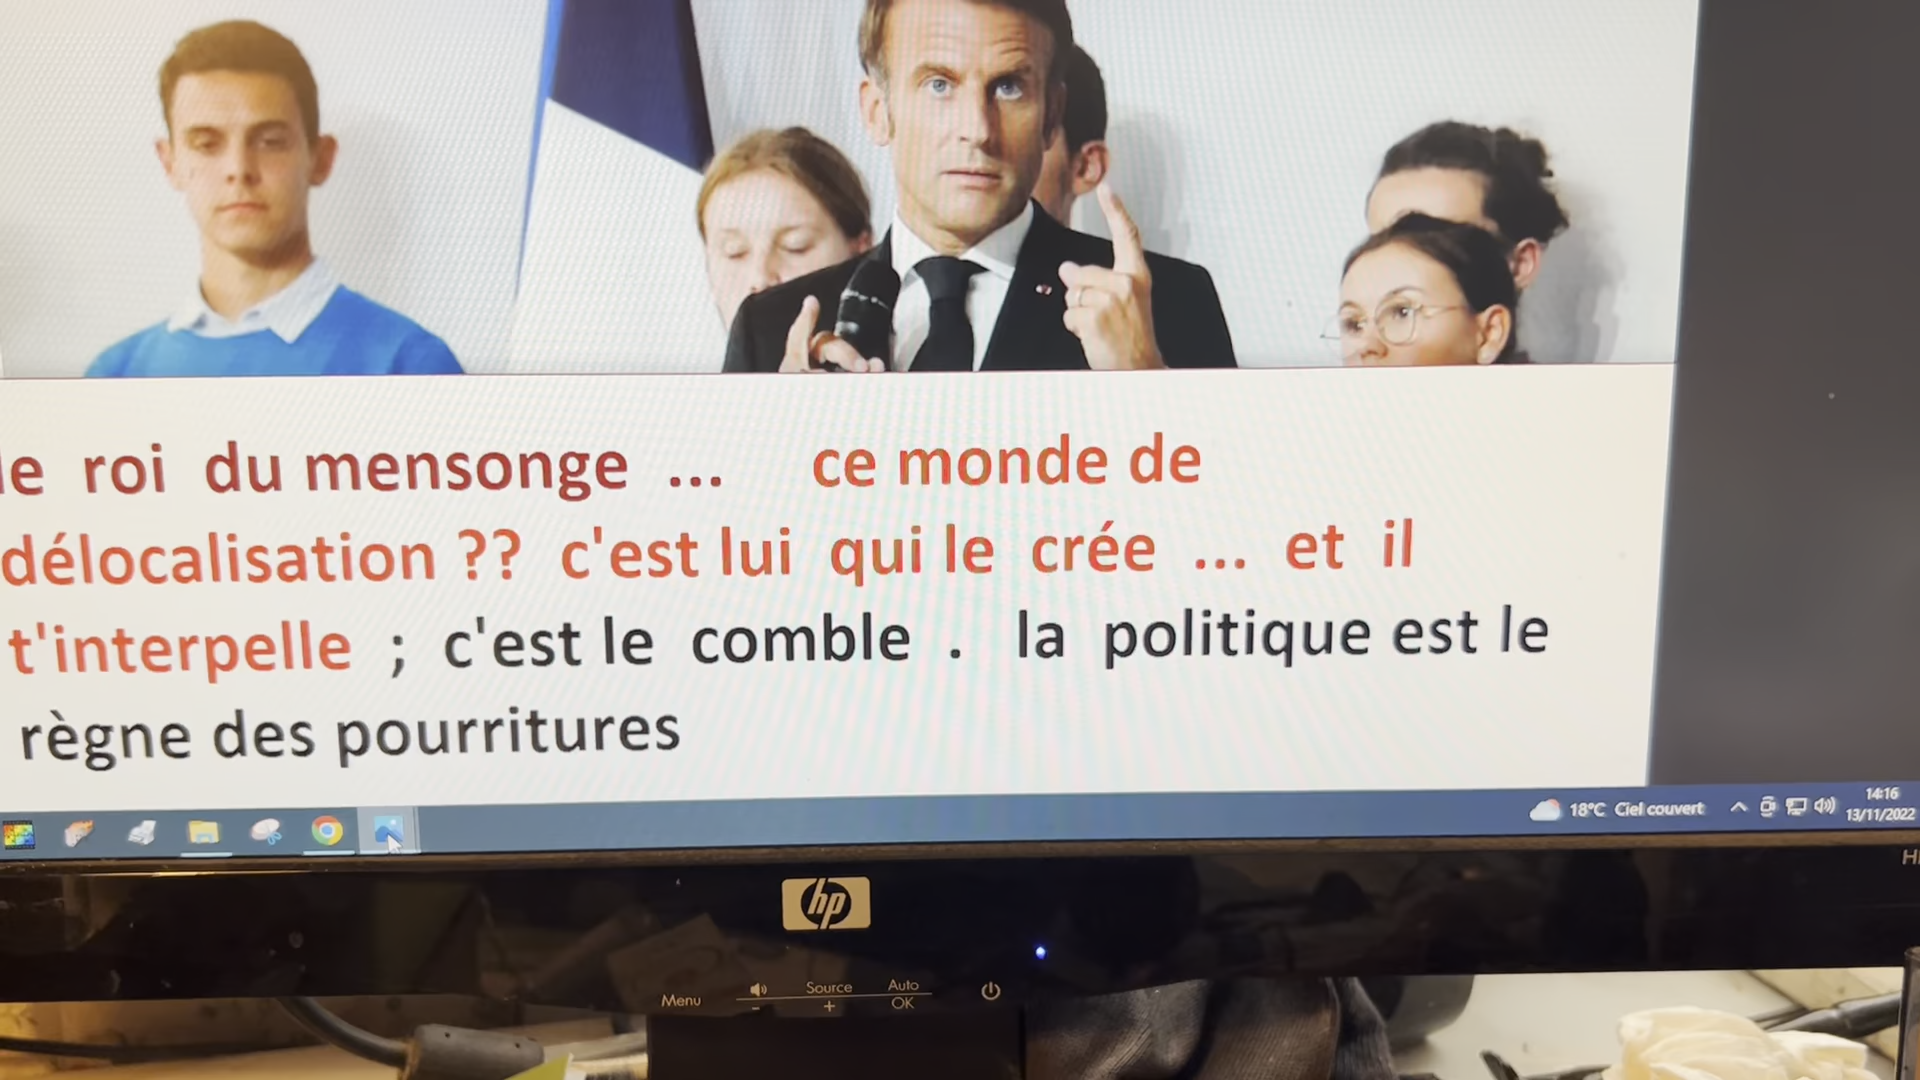 le roi du mensonge ... ce monde de
délocalisation ?? c'est lui qui le crée ... et il
t'interpelle ; c'est le comble . la politique est le
règne des pourritures
18°C Ciel couvert
14:16
13/11/2022
hp
Menu
Source
Auto
- + OK